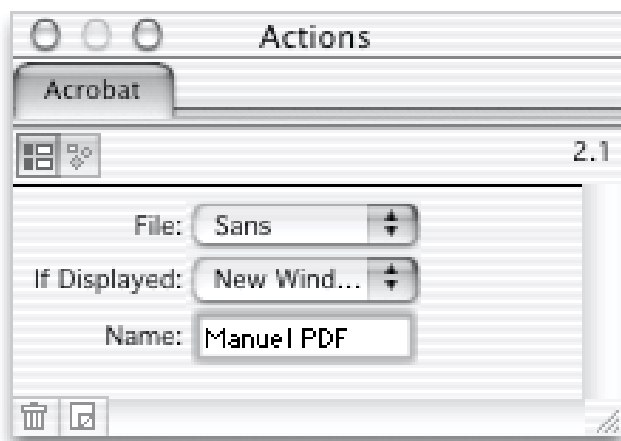 Actions
Acrobat
2.1
File: Sans
If Displayed: New Wind...
Name: Manuel PDF